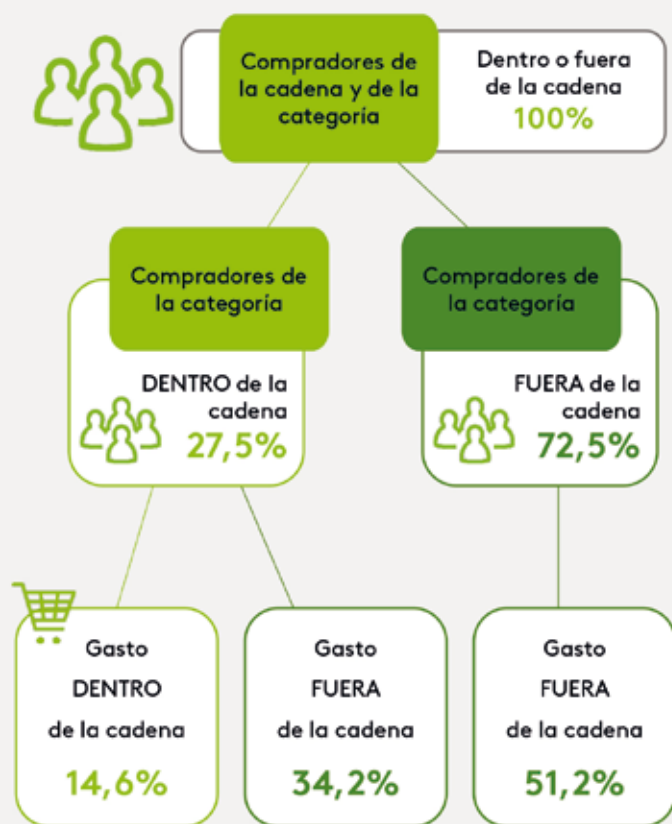 Compradores de
la cadena y de la
categoría
Dentro o fuera
de la cadena
100%
Compradores de
la categoría
DENTRO de la
cadena
27,5%
Compradores de
la categoría
FUERA de la
cadena
72,5%
Gasto
DENTRO
de la cadena
14,6%
Gasto
FUERA
de la cadena
34,2%
Gasto
FUERA
de la cadena
51,2%